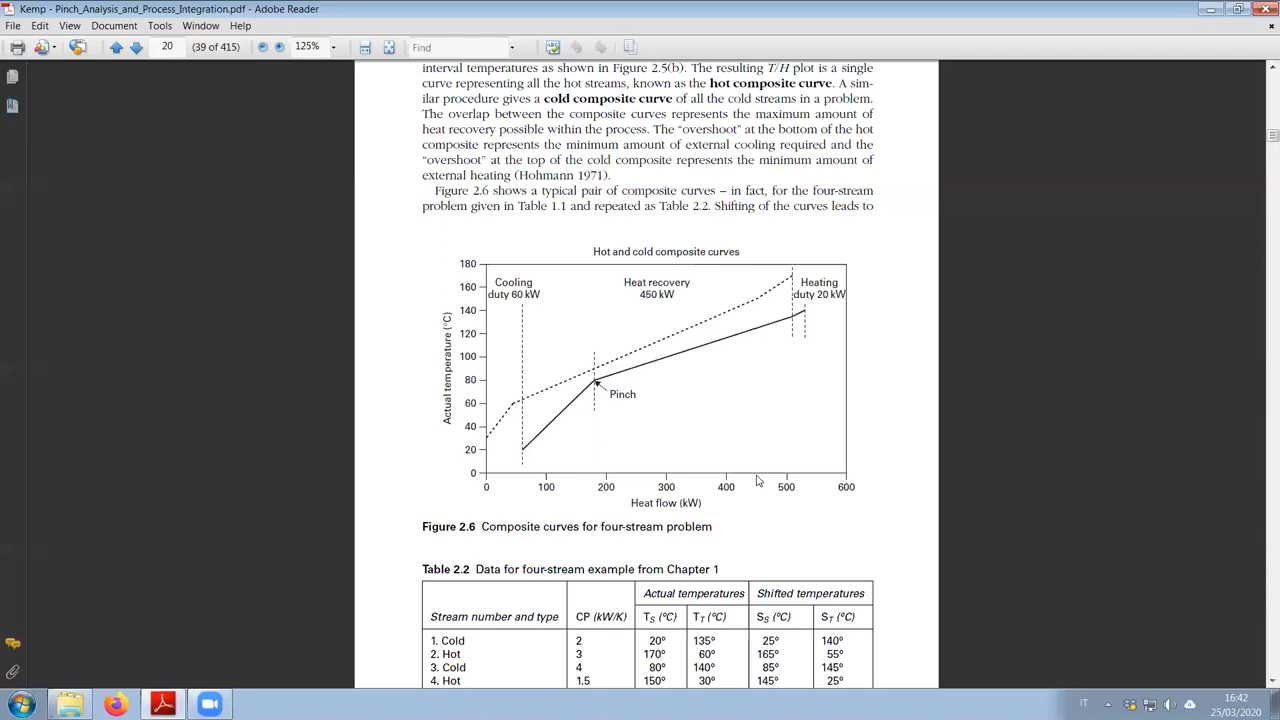 Kemp - Pinch_Analysis_and_Process_Integration.pdf - Adobe Reader
File Edit View Document Tools Window Help
20 (39 of 415) 125% Find
interval temperatures as shown in Figure 2.5(b). The resulting T/H plot is a single
curve representing all the hot streams, known as the hot composite curve. A sim-
ilar procedure gives a cold composite curve of all the cold streams in a problem.
The overlap between the composite curves represents the maximum amount of
heat recovery possible within the process. The “overshoot” at the bottom of the hot
composite represents the minimum amount of external cooling required and the
“overshoot” at the top of the cold composite represents the minimum amount of
external heating (Hohmann 1971).
Figure 2.6 shows a typical pair of composite curves – in fact, for the four-stream
problem given in Table 1.1 and repeated as Table 2.2. Shifting of the curves leads to
Hot and cold composite curves
180
160
140
120
100
80
60
40
20
0
Actual temperature (°C)
Cooling
duty 60 kW
Heat recovery
450 kW
Heating
duty 20 kW
Pinch
0 100 200 300 400 500 600
Heat flow (kW)
Figure 2.6 Composite curves for four-stream problem
Table 2.2 Data for four-stream example from Chapter 1
Actual temperatures Shifted temperatures
Stream number and type CP (kW/K) TS (°C) TT (°C) SS (°C) ST (°C)
1. Cold 2 20° 135° 25° 140°
2. Hot 3 170° 60° 165° 55°
3. Cold 4 80° 140° 85° 145°
4. Hot 1.5 150° 30° 145° 25°
IT 16:42
25/03/2020